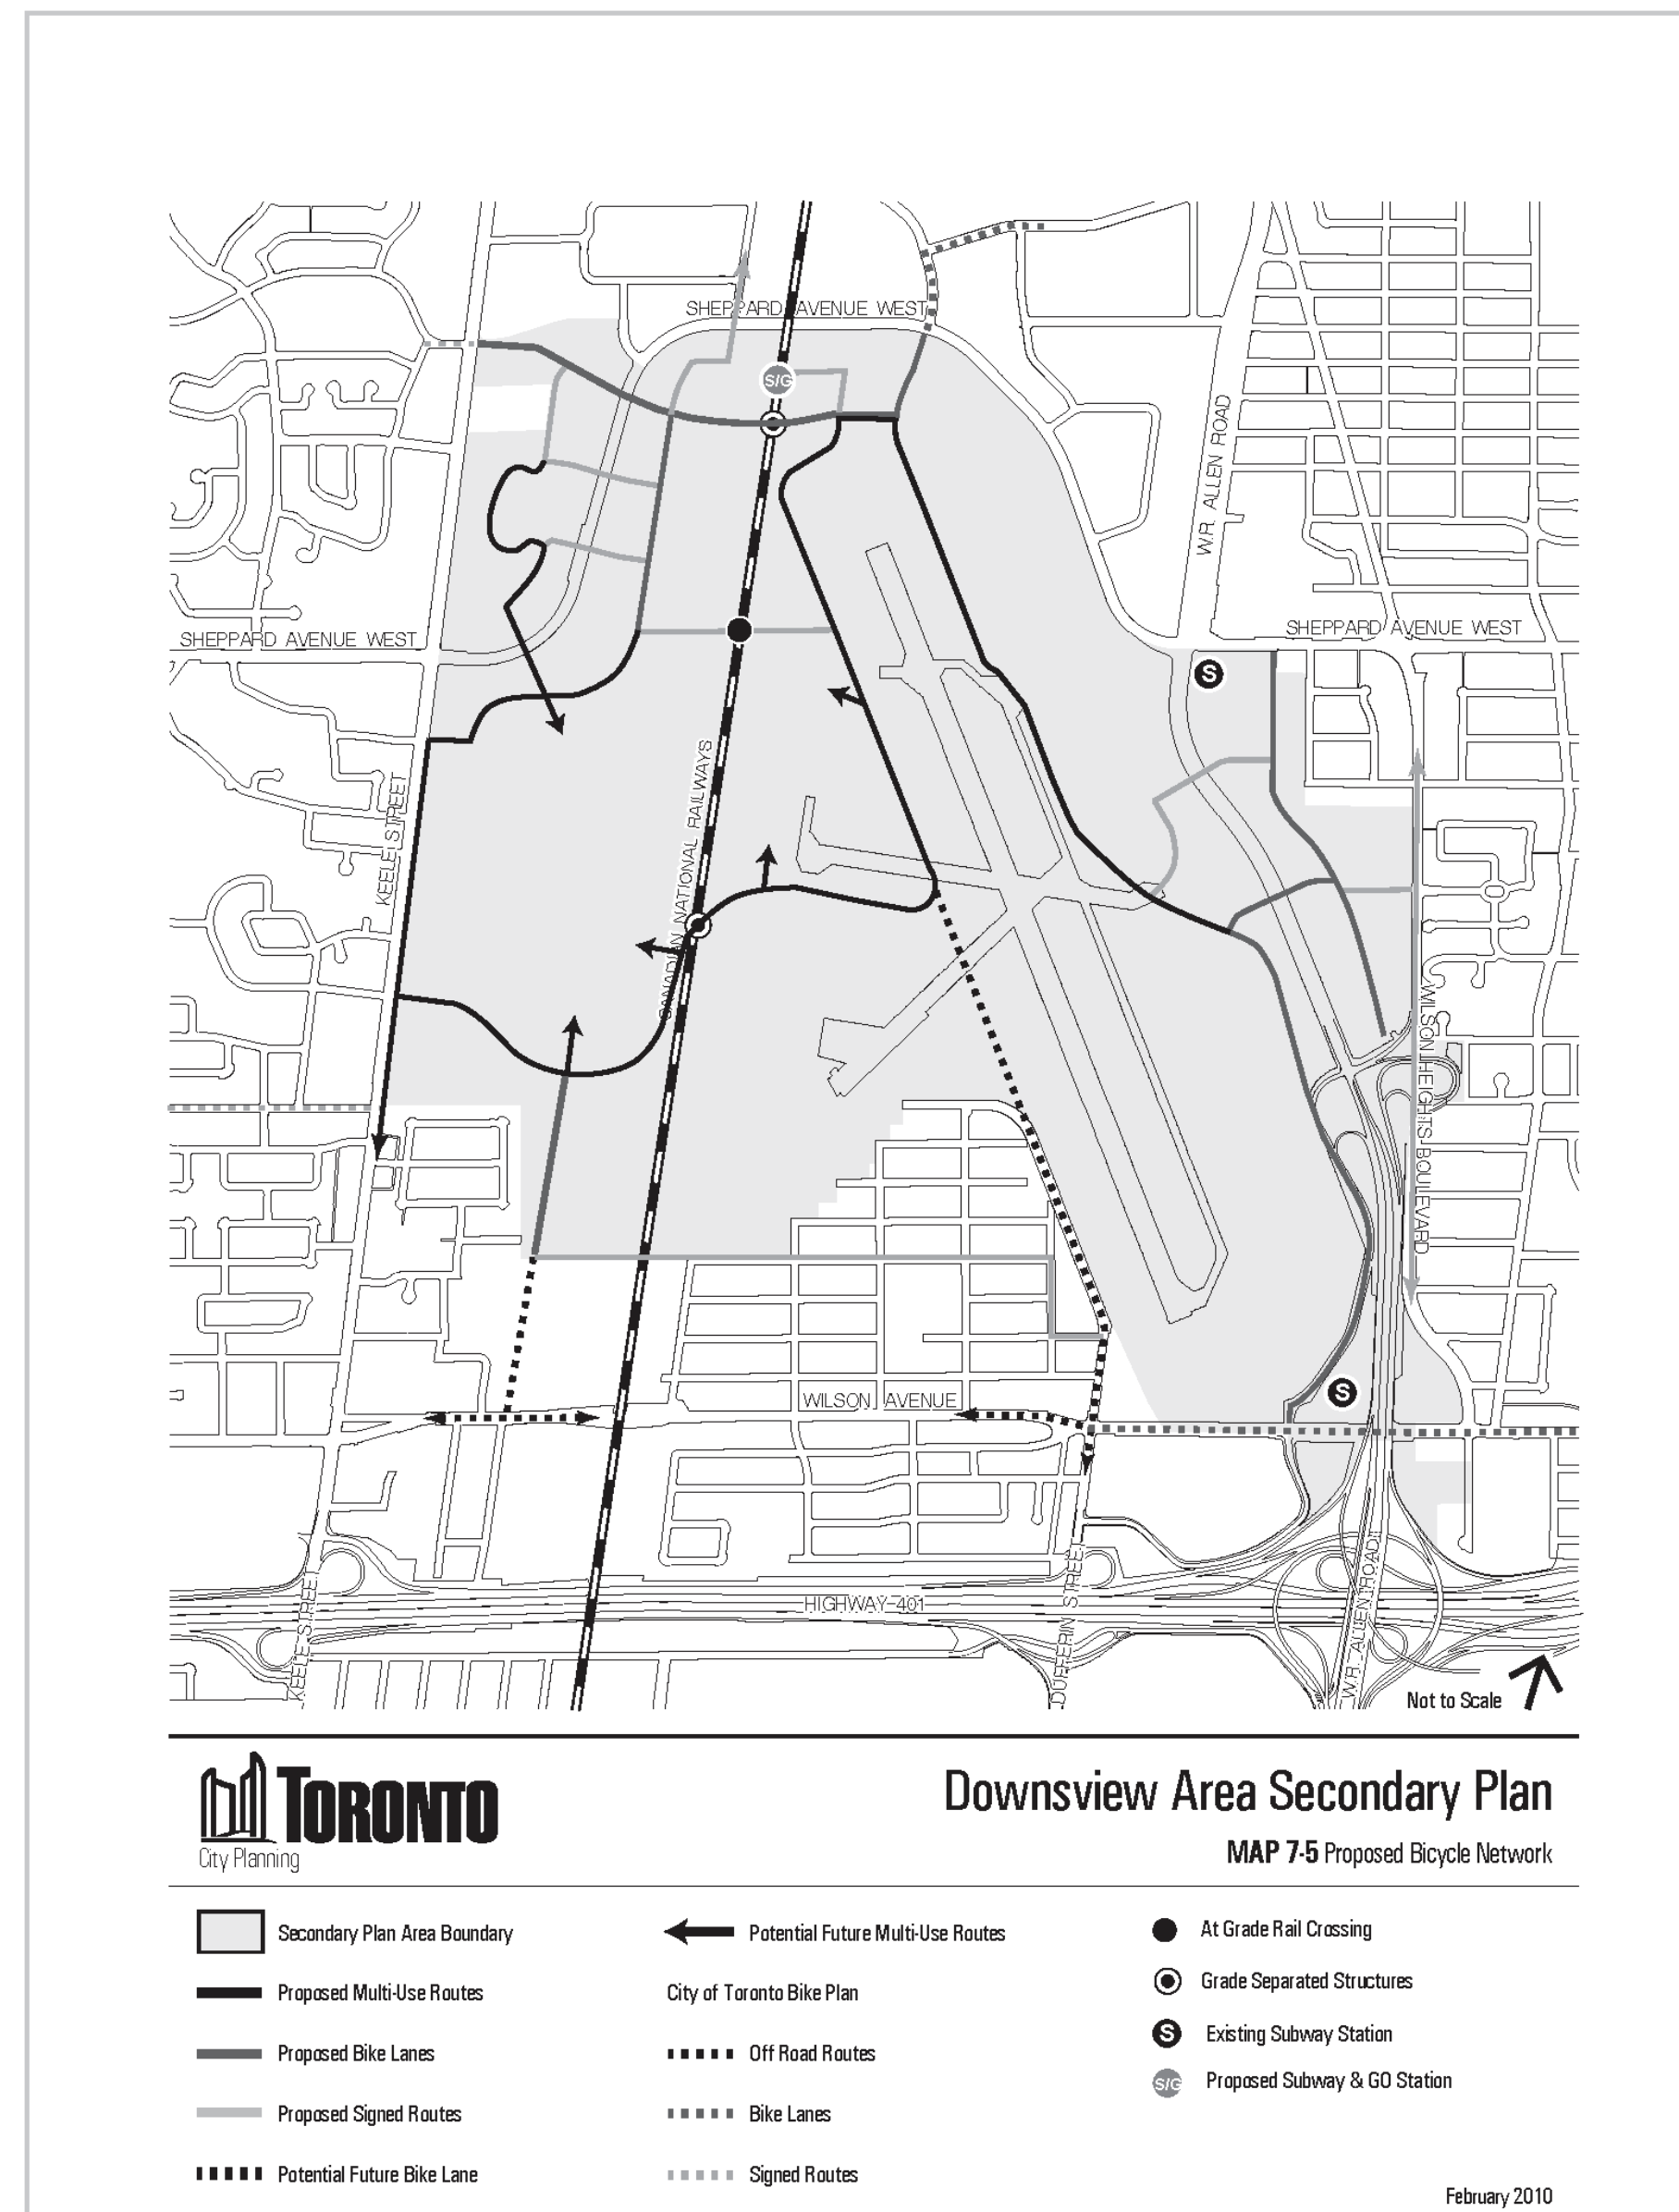 SHEPPARD AVENUE WEST
S/G
W.R. ALLEN ROAD
SHEPPARD AVENUE WEST
SHEPPARD AVENUE WEST
S
KEELE STREET
CANADIAN NATIONAL RAILWAYS
WILSON HEIGHTS BOULEVARD
S
WILSON AVENUE
HIGHWAY 401
KEELE STREET
DUFFERIN STREET
W.R. ALLEN ROAD
Not to Scale
TORONTO
City Planning
Downsview Area Secondary Plan
MAP 7-5 Proposed Bicycle Network
Secondary Plan Area Boundary
Proposed Multi-Use Routes
Proposed Bike Lanes
Proposed Signed Routes
Potential Future Bike Lane
Potential Future Multi-Use Routes
City of Toronto Bike Plan
Off Road Routes
Bike Lanes
Signed Routes
At Grade Rail Crossing
Grade Separated Structures
S Existing Subway Station
S/G Proposed Subway & GO Station
February 2010